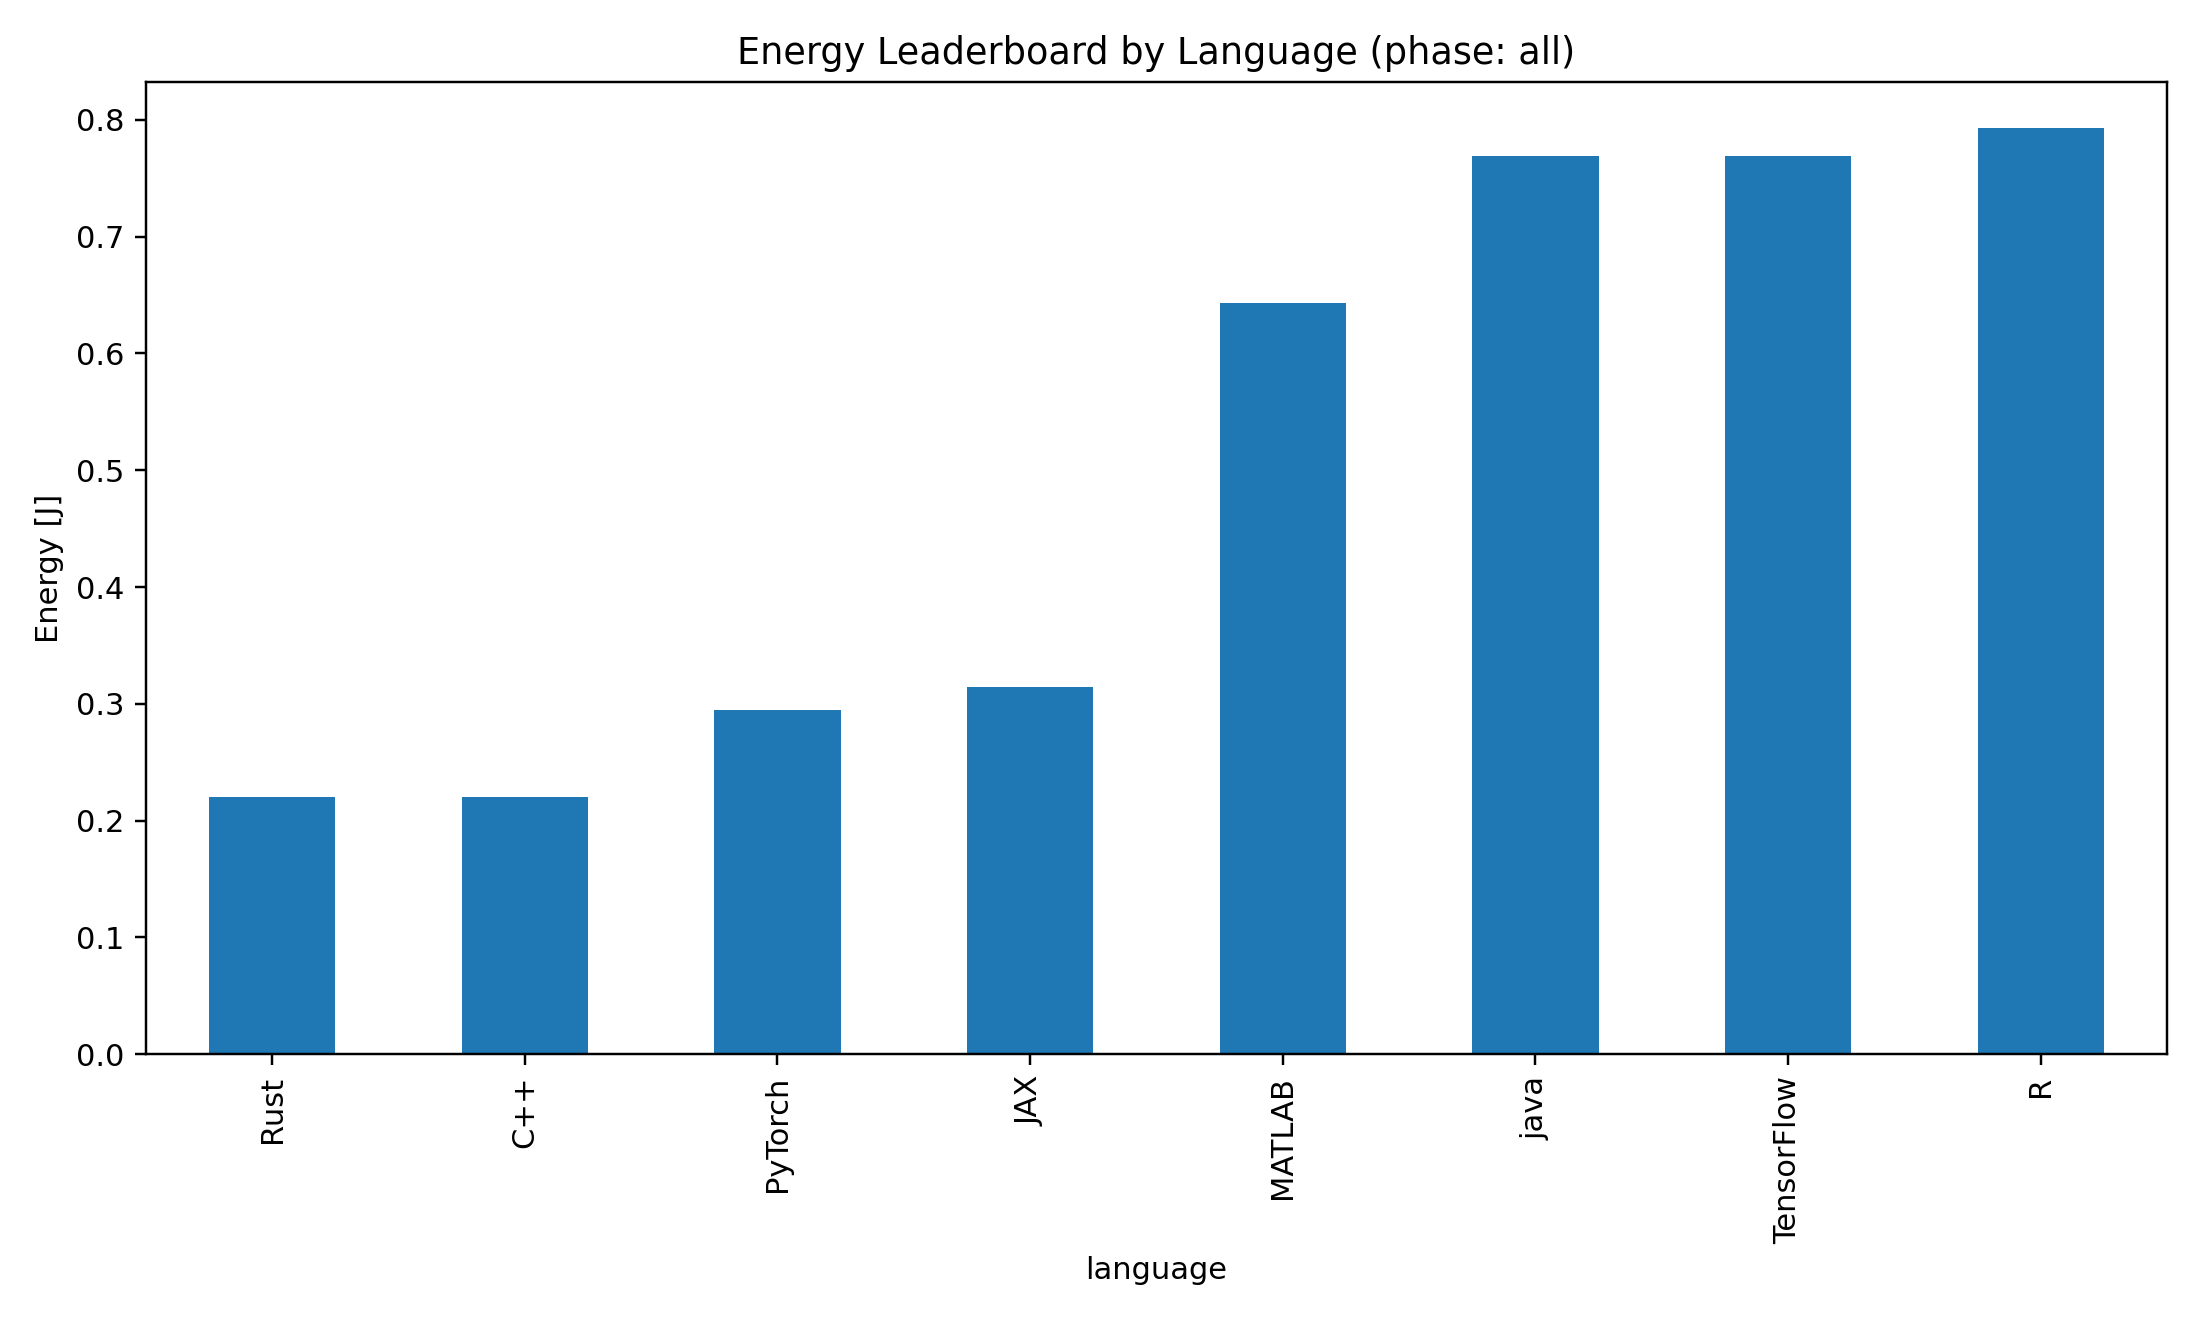 Energy Leaderboard by Language (phase: all)
Energy [J]
0.8
0.7
0.6
0.5
0.4
0.3
0.2
0.1
0.0
Rust
C++
PyTorch
JAX
MATLAB
java
TensorFlow
R
language